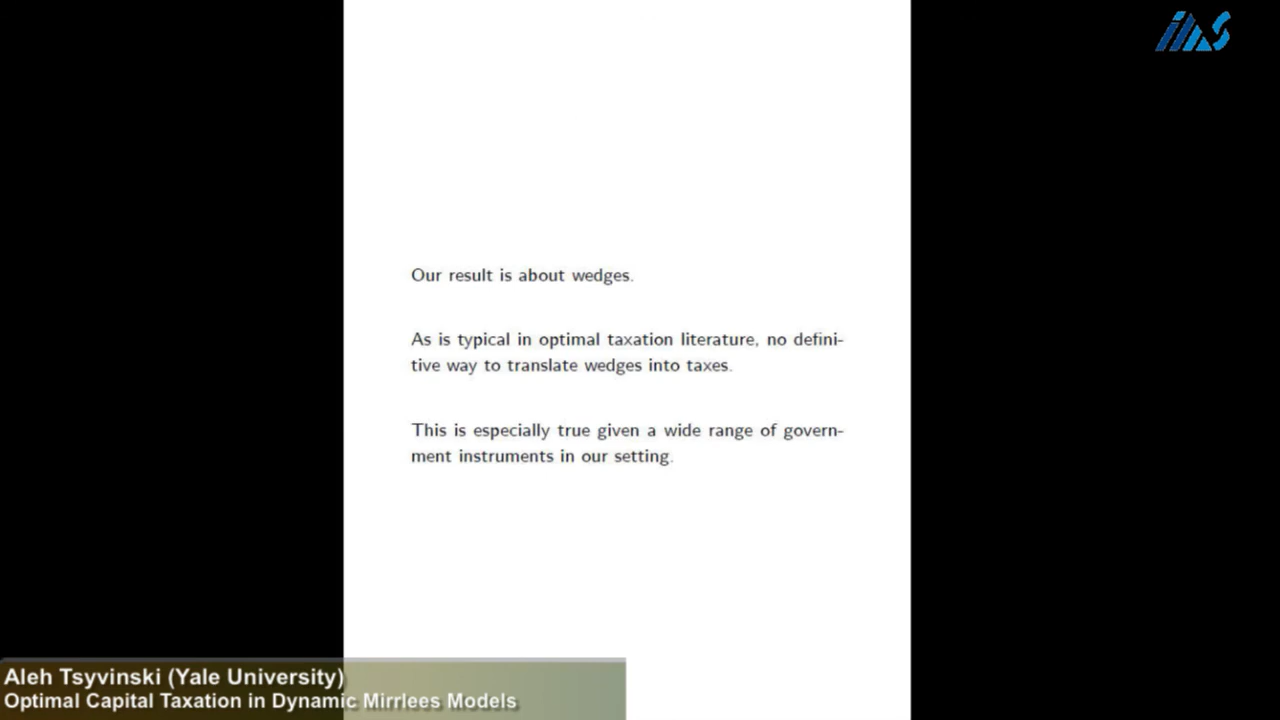 iias
Our result is about wedges.
As is typical in optimal taxation literature, no defini-
tive way to translate wedges into taxes.
This is especially true given a wide range of govern-
ment instruments in our setting.
Aleh Tsyvinski (Yale University)
Optimal Capital Taxation in Dynamic Mirrlees Models